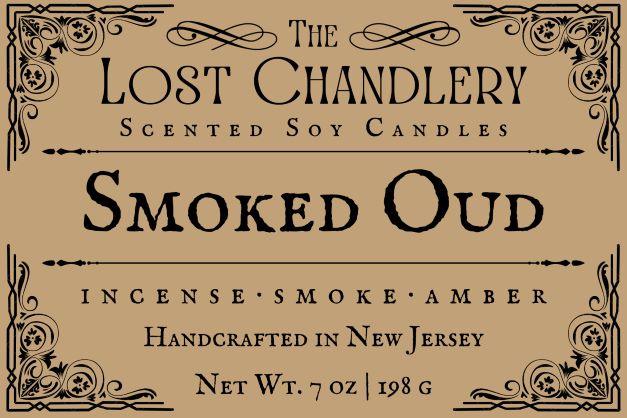 The
Lost Chandlery
Scented Soy Candles
Smoked Oud
INCENSE·SMOKE·AMBER
Handcrafted in New Jersey
Net Wt. 7 oz | 198 g